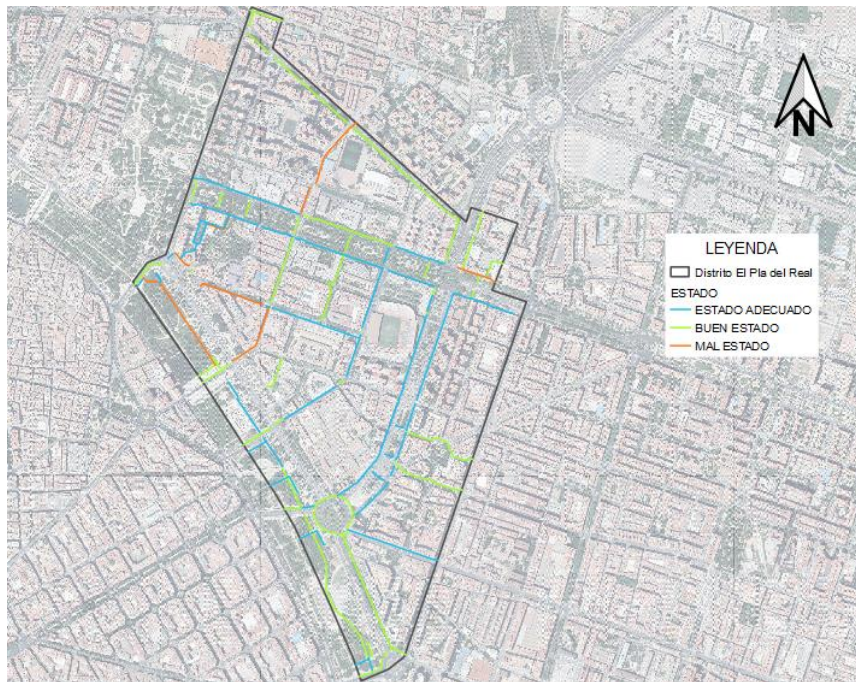 N
LEYENDA
Distrito El Pla del Real
ESTADO
ESTADO ADECUADO
BUEN ESTADO
MAL ESTADO